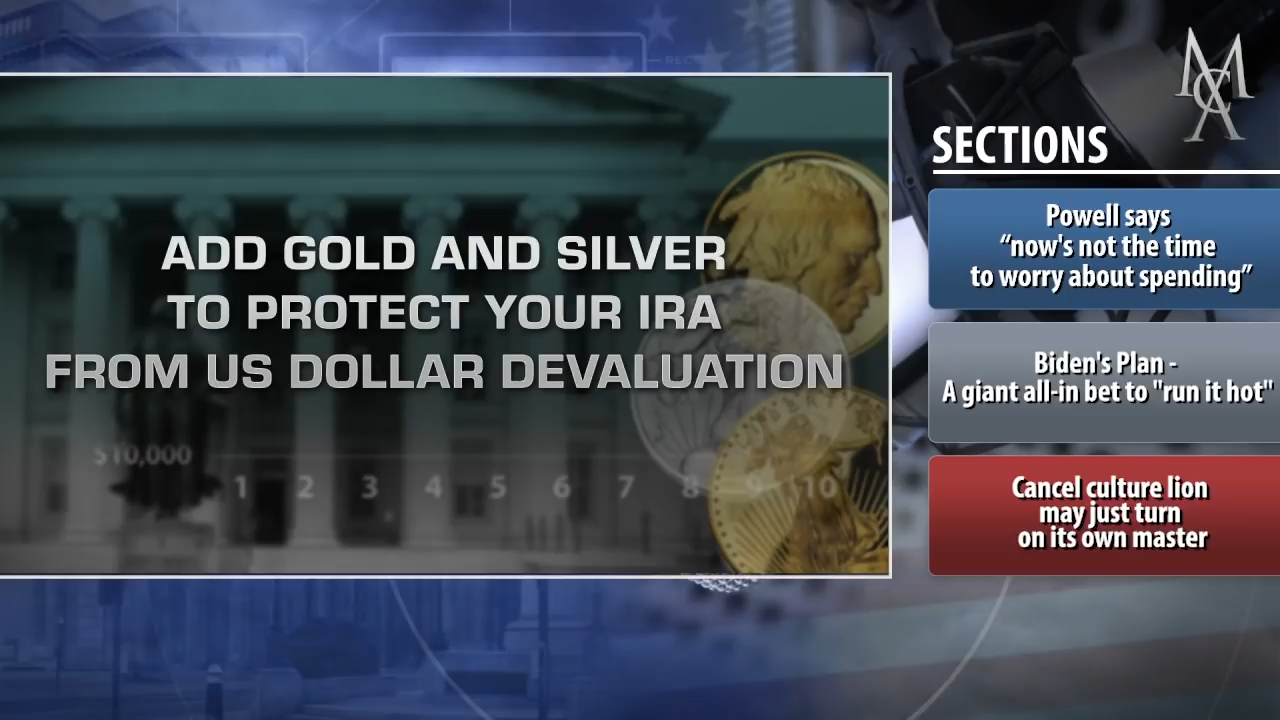 MCA
SECTIONS
ADD GOLD AND SILVER
TO PROTECT YOUR IRA
FROM US DOLLAR DEVALUATION
$10,000
1 2 3 4 5 6 7 8 9 10
Powell says
“now's not the time
to worry about spending”
Biden's Plan -
A giant all-in bet to "run it hot"
Cancel culture lion
may just turn
on its own master